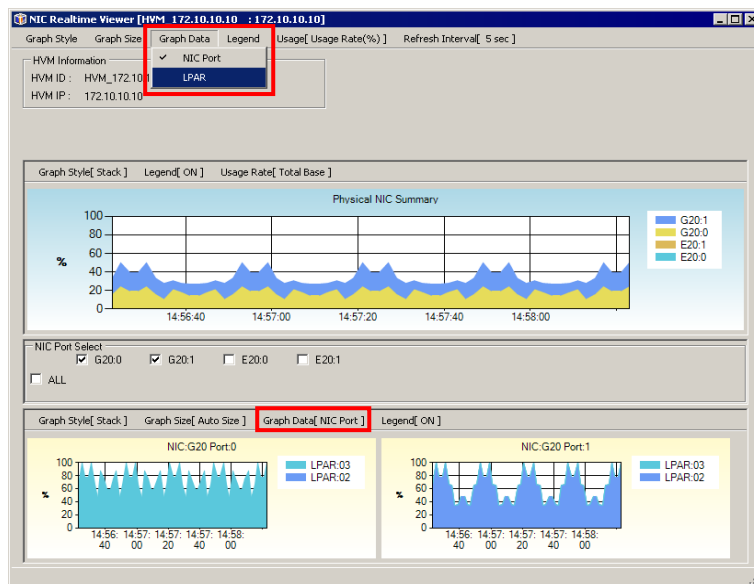 NIC Realtime Viewer [HVM_172.10.10.10 : 172.10.10.10]
Graph Style Graph Size Graph Data Legend Usage[ Usage Rate(%) ] Refresh Interval[ 5 sec ]
NIC Port
LPAR
HVM Information
HVM ID : HVM_172.10.1
HVM IP : 172.10.10.10
Graph Style[ Stack ] Legend[ ON ] Usage Rate[ Total Base ]
Physical NIC Summary
100
80
60
40
20
0
%
14:56:40 14:57:00 14:57:20 14:57:40 14:58:00
G20:1
G20:0
E20:1
E20:0
NIC Port Select
G20:0 G20:1 E20:0 E20:1
ALL
Graph Style[ Stack ] Graph Size[ Auto Size ] Graph Data[ NIC Port ] Legend[ ON ]
NIC:G20 Port:0
100
80
60
40
20
0
%
14:56:40 14:57:00 14:57:20 14:57:40 14:58:00
LPAR:03
LPAR:02
NIC:G20 Port:1
100
80
60
40
20
0
%
14:56:40 14:57:00 14:57:20 14:57:40 14:58:00
LPAR:03
LPAR:02